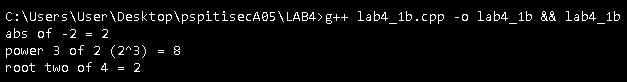 C:\Users\User\Desktop\pspitisecA05\LAB4>g++ lab4_1b.cpp -o lab4_1b && lab4_1b
abs of -2 = 2
power 3 of 2 (2^3) = 8
root two of 4 = 2